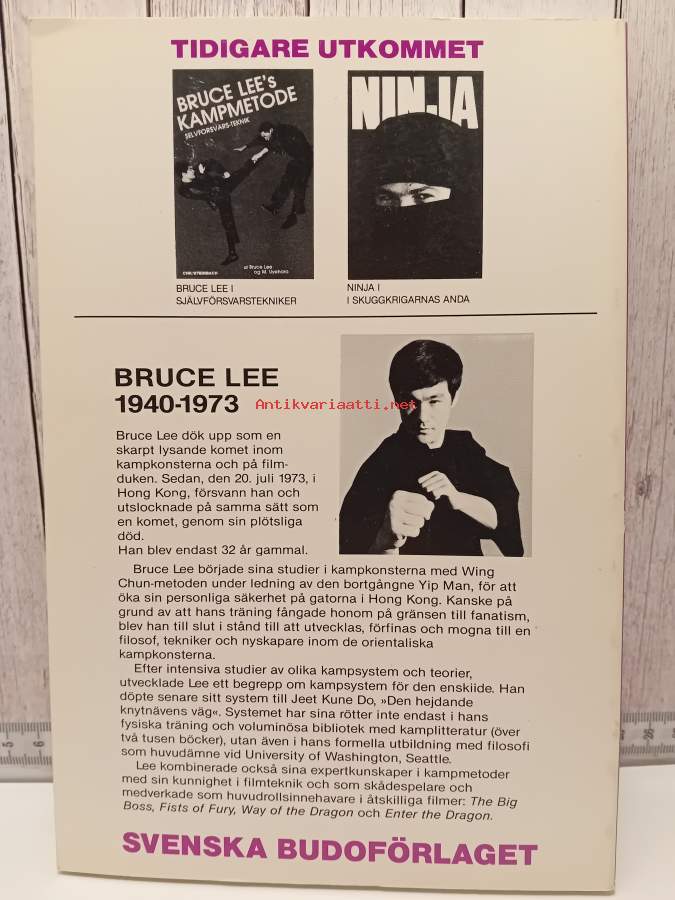 TIDIGARE UTKOMMET
BRUCE LEE's
KAMPMETODE
SELVFORSVARS-TEKNIK
af Bruce Lee
og M. Uyehara
NINJA
BRUCE LEE I
SJÄLVFÖRSVARSTEKNIKER
NINJA I
I SKUGGKRIGARNAS ANDA
BRUCE LEE
1940-1973
Antikvariaatti.net
Bruce Lee dök upp som en
skarpt lysande komet inom
kampkonsterna och på film-
duken. Sedan, den 20. juli 1973, i
Hong Kong, försvann han och
utslocknade på samma sätt som
en komet, genom sin plötsliga
död.
Han blev endast 32 år gammal.
Bruce Lee började sina studier i kampkonsterna med Wing
Chun-metoden under ledning av den bortgångne Yip Man, för att
öka sin personliga säkerhet på gatorna i Hong Kong. Kanske på
grund av att hans träning fångade honom på gränsen till fanatism,
blev han till slut i stånd till att utvecklas, förfinas och mogna till en
filosof, tekniker och nyskapare inom de orientaliska
kampkonsterna.
Efter intensiva studier av olika kampsystem och teorier,
utvecklade Lee ett begrepp om kampsystem för den enskiide. Han
döpte senare sitt system till Jeet Kune Do, »Den hejdande
knytnävens väg«. Systemet har sina rötter inte endast i hans
fysiska träning och voluminösa bibliotek med kamplitteratur (över
två tusen böcker), utan även i hans formella utbildning med filosofi
som huvudämne vid University of Washington, Seattle.
Lee kombinerade också sina expertkunskaper i kampmetoder
med sin kunnighet i filmteknik och som skådespelare och
medverkade som huvudrollsinnehavare i åtskilliga filmer: The Big
Boss, Fists of Fury, Way of the Dragon och Enter the Dragon.
SVENSKA BUDOFÖRLAGET